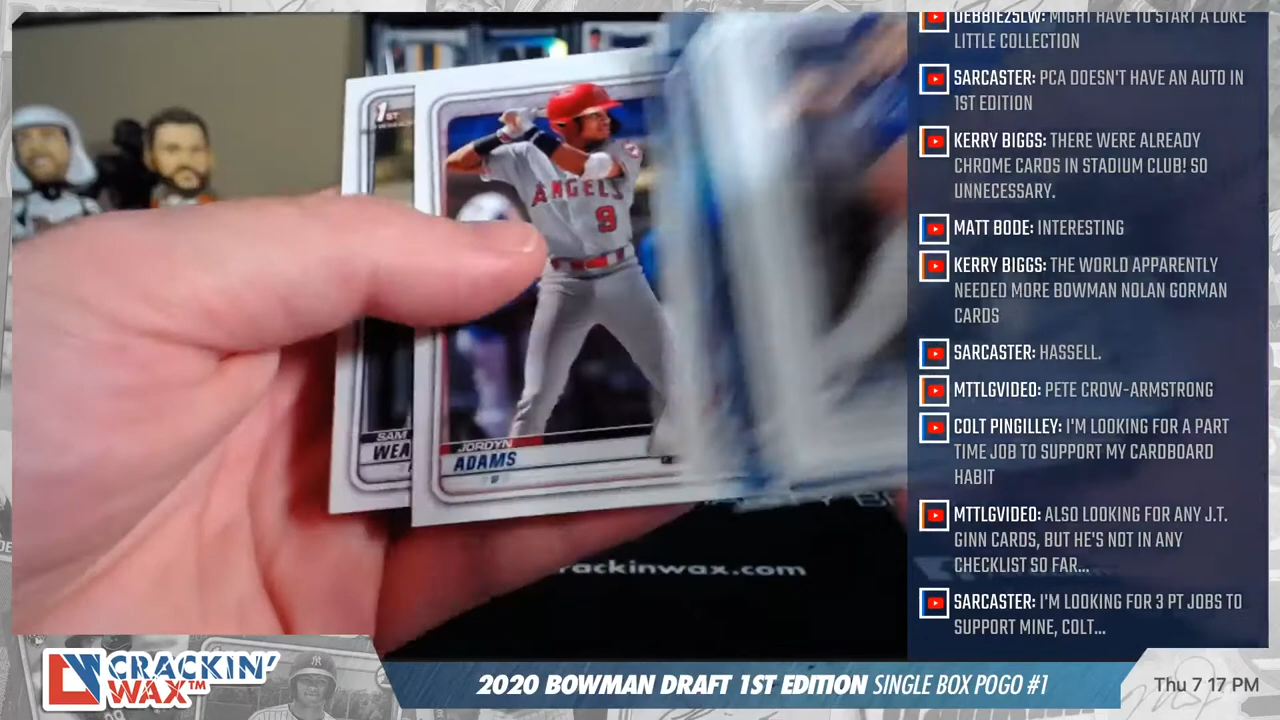 1ST
ANGELS
9
SAM
WEA
JORDYN
ADAMS
rackinwax.com
DEBBIEZSLW: MIGHT HAVE TO START A LUKE
LITTLE COLLECTION
SARCASTER: PCA DOESN'T HAVE AN AUTO IN
1ST EDITION
KERRY BIGGS: THERE WERE ALREADY
CHROME CARDS IN STADIUM CLUB! SO
UNNECESSARY.
MATT BODE: INTERESTING
KERRY BIGGS: THE WORLD APPARENTLY
NEEDED MORE BOWMAN NOLAN GORMAN
CARDS
SARCASTER: HASSELL.
MTTLGVIDEO: PETE CROW-ARMSTRONG
COLT PINGILLEY: I'M LOOKING FOR A PART
TIME JOB TO SUPPORT MY CARDBOARD
HABIT
MTTLGVIDEO: ALSO LOOKING FOR ANY J.T.
GINN CARDS, BUT HE'S NOT IN ANY
CHECKLIST SO FAR...
SARCASTER: I'M LOOKING FOR 3 PT JOBS TO
SUPPORT MINE, COLT...
CRACKIN'
WAX™
2020 BOWMAN DRAFT 1ST EDITION SINGLE BOX POGO #1
Thu 7 17 PM